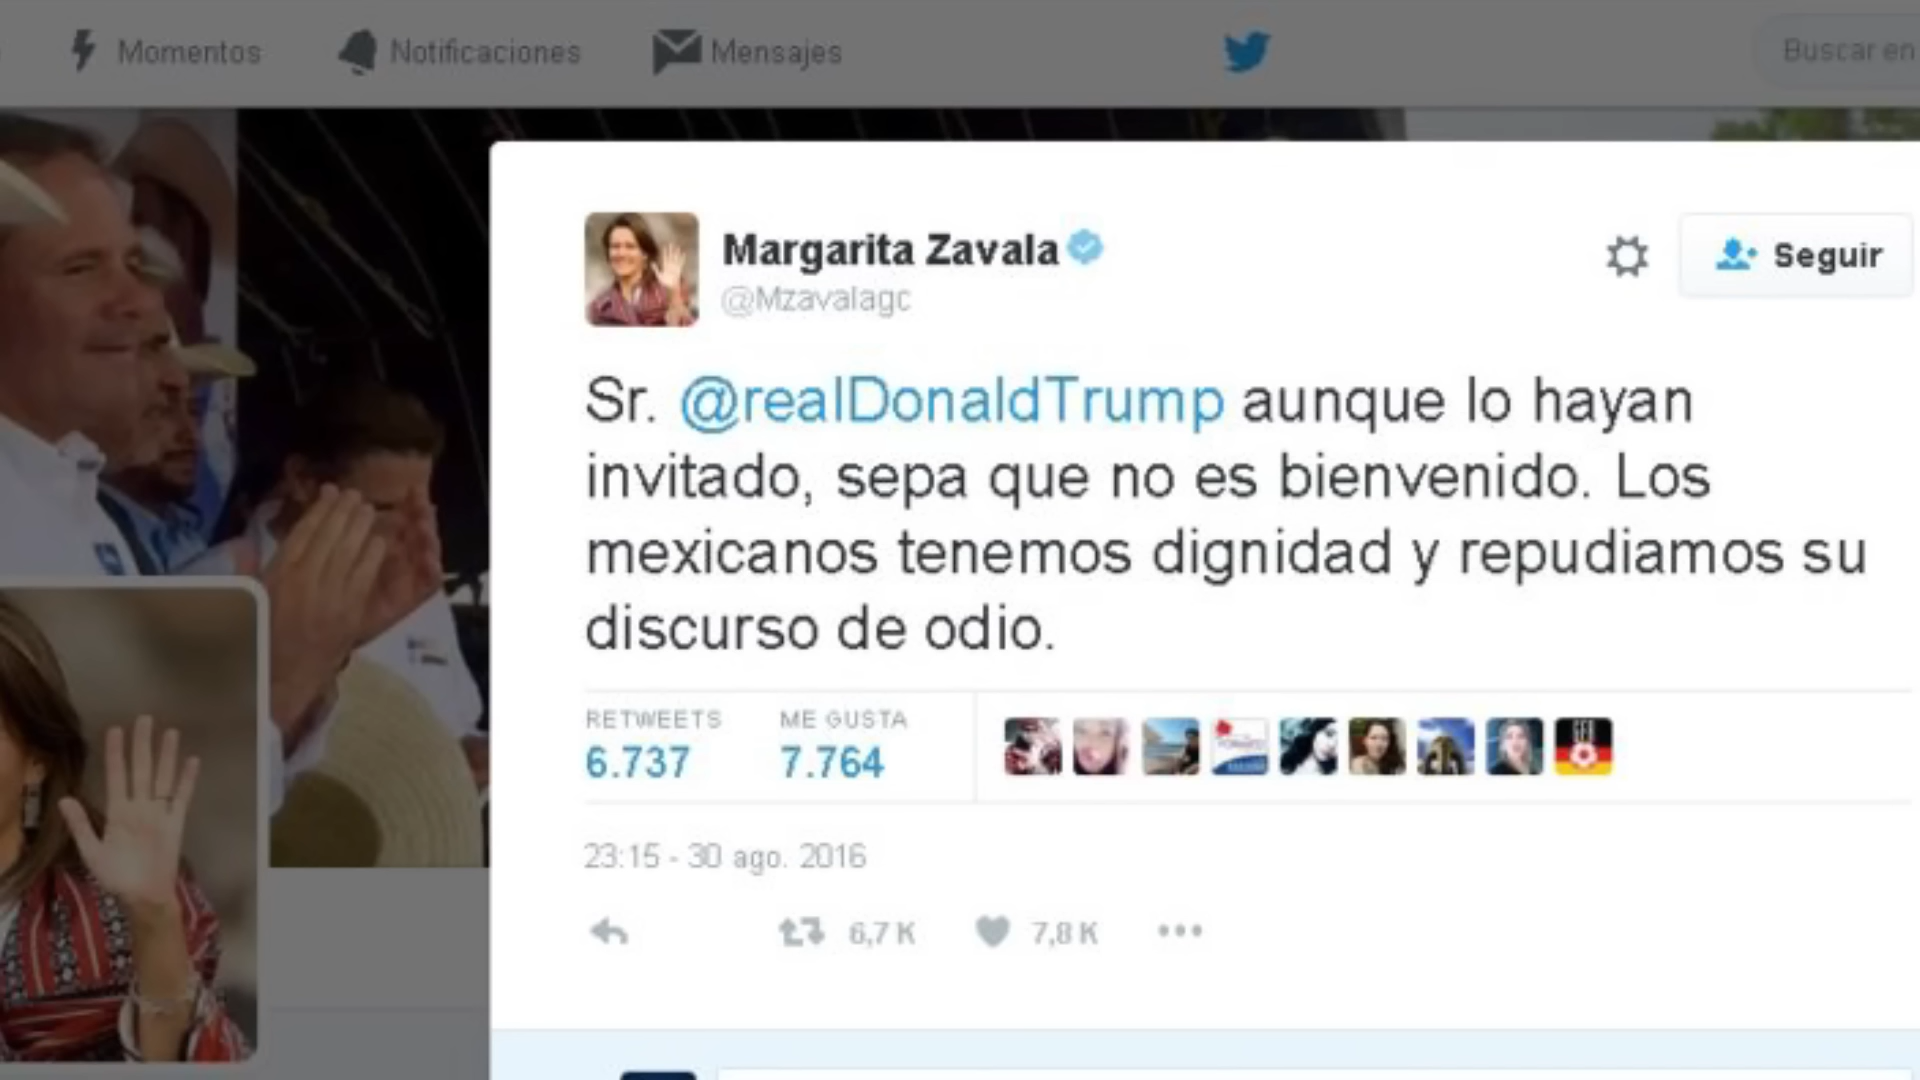 Momentos
Notificaciones
Mensajes
Buscar en
Margarita Zavala
@Mzavalagc
Seguir
Sr. @realDonaldTrump aunque lo hayan
invitado, sepa que no es bienvenido. Los
mexicanos tenemos dignidad y repudiamos su
discurso de odio.
RETWEETS
ME GUSTA
6.737
7.764
23:15 - 30 ago. 2016
6,7 K
7,8 K